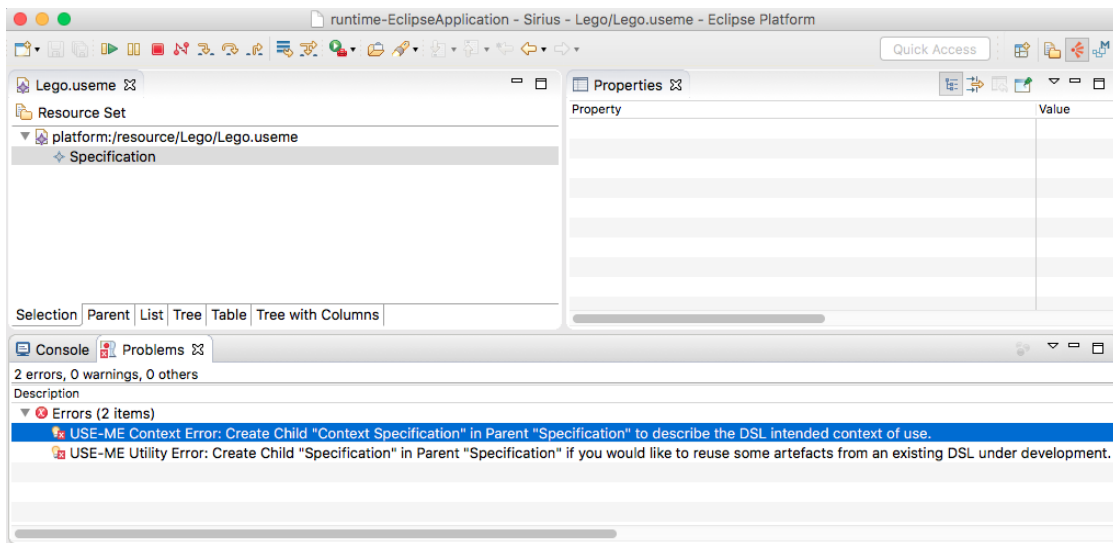 runtime-EclipseApplication - Sirius - Lego/Lego.useme - Eclipse Platform
Quick Access
Lego.useme
Resource Set
platform:/resource/Lego/Lego.useme
Specification
Selection Parent List Tree Table Tree with Columns
Properties
Property Value
Console Problems
2 errors, 0 warnings, 0 others
Description
Errors (2 items)
USE-ME Context Error: Create Child "Context Specification" in Parent "Specification" to describe the DSL intended context of use.
USE-ME Utility Error: Create Child "Specification" in Parent "Specification" if you would like to reuse some artefacts from an existing DSL under development.